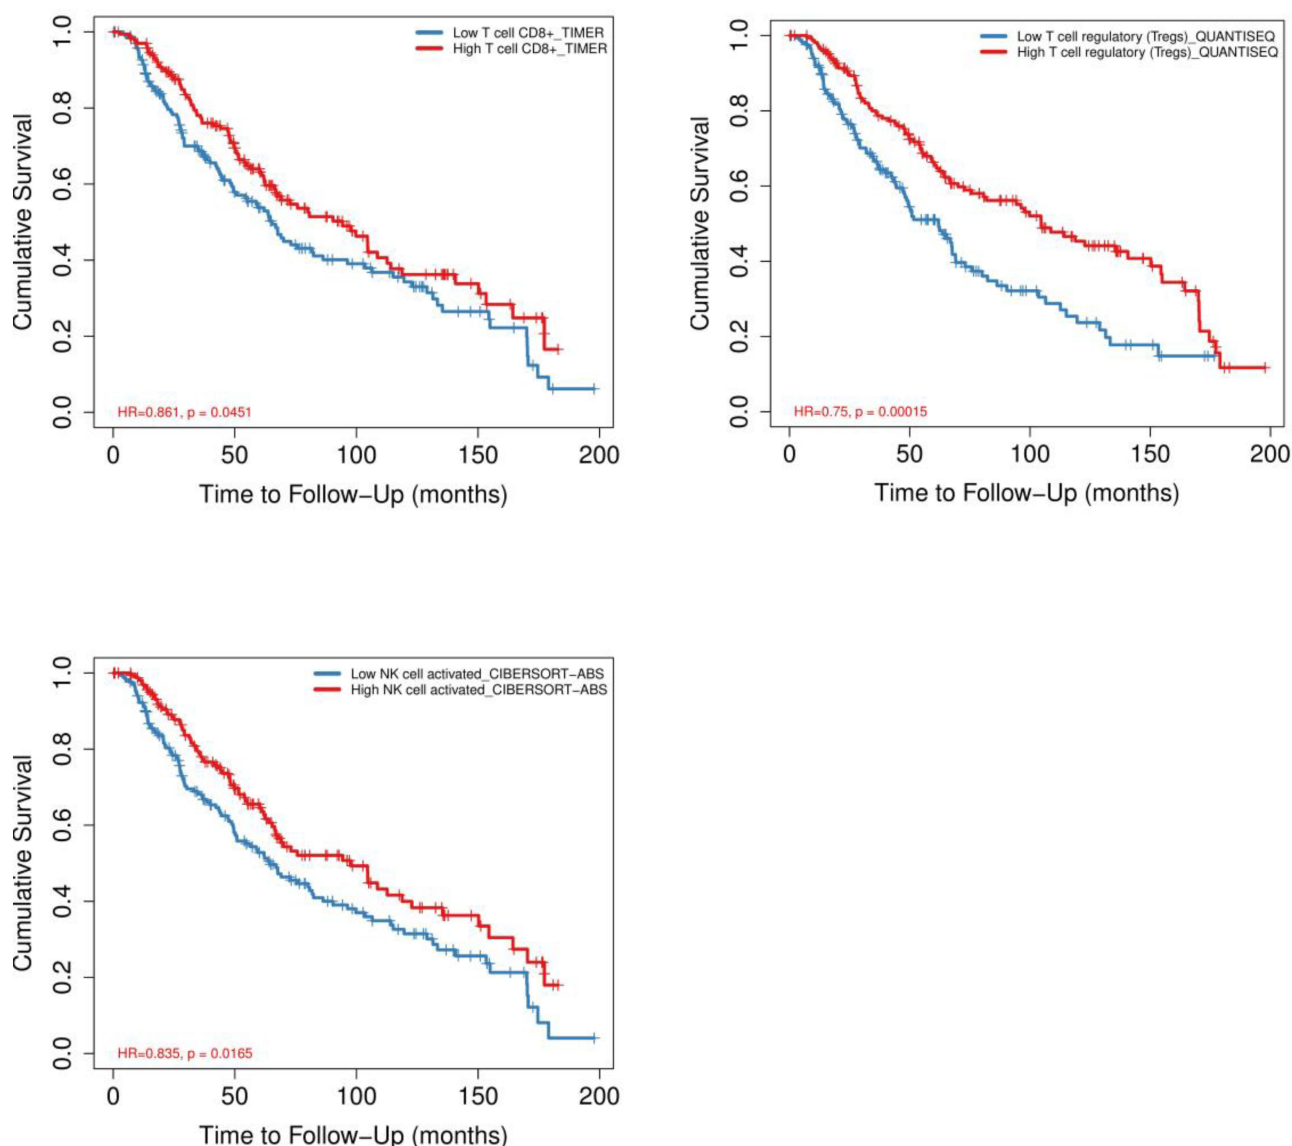 Low T cell CD8+_TIMER
High T cell CD8+_TIMER
Cumulative Survival
1.0
0.8
0.6
0.4
0.2
0.0
HR=0.861, p = 0.0451
0 50 100 150 200
Time to Follow−Up (months)
Low T cell regulatory (Tregs)_QUANTISEQ
High T cell regulatory (Tregs)_QUANTISEQ
Cumulative Survival
1.0
0.8
0.6
0.4
0.2
0.0
HR=0.75, p = 0.00015
0 50 100 150 200
Time to Follow−Up (months)
Low NK cell activated_CIBERSORT−ABS
High NK cell activated_CIBERSORT−ABS
Cumulative Survival
1.0
0.8
0.6
0.4
0.2
0.0
HR=0.835, p = 0.0165
0 50 100 150 200
Time to Follow−Up (months)